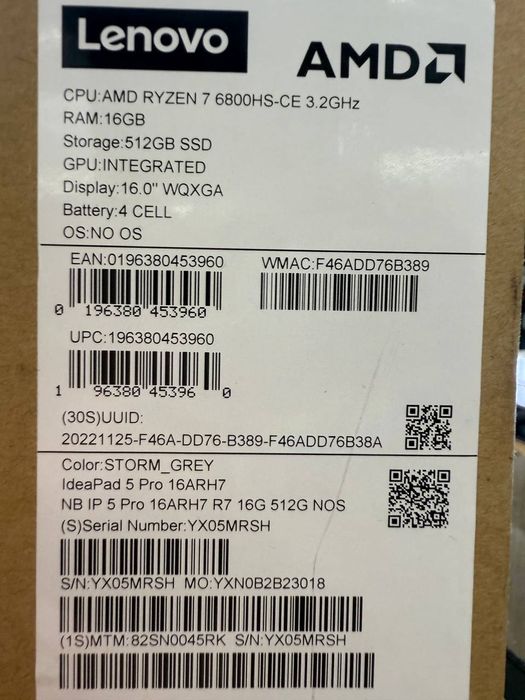 Lenovo
AMD
CPU:AMD RYZEN 7 6800HS-CE 3.2GHz
RAM:16GB
Storage:512GB SSD
GPU:INTEGRATED
Display:16.0" WQXGA
Battery:4 CELL
OS:NO OS
EAN:0196380453960 WMAC:F46ADD76B389
0 196380 453960
UPC:196380453960
1 96380 45396 0
(30S)UUID:
20221125-F46A-DD76-B389-F46ADD76B38A
Color:STORM_GREY
IdeaPad 5 Pro 16ARH7
NB IP 5 Pro 16ARH7 R7 16G 512G NOS
(S)Serial Number:YX05MRSH
S/N:YX05MRSH MO:YXN0B2B23018
(1S)MTM:82SN0045RK S/N:YX05MRSH